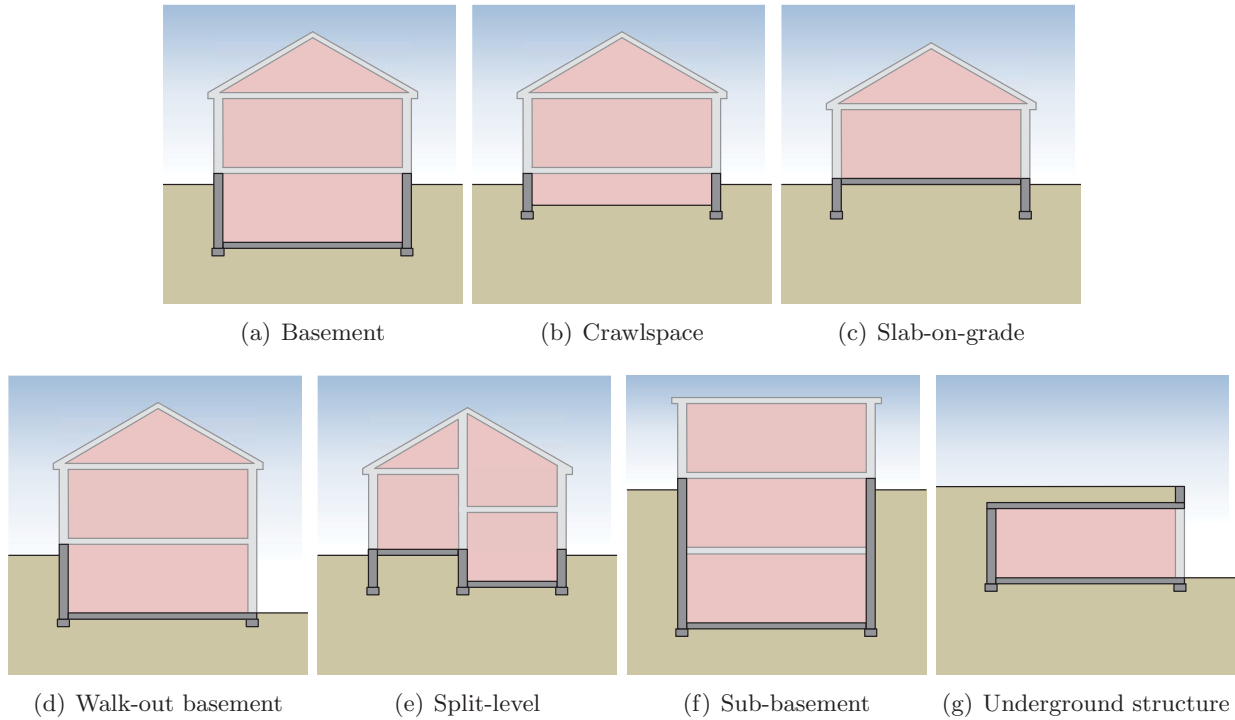 (a) Basement
(b) Crawlspace
(c) Slab-on-grade
(d) Walk-out basement
(e) Split-level
(f) Sub-basement
(g) Underground structure